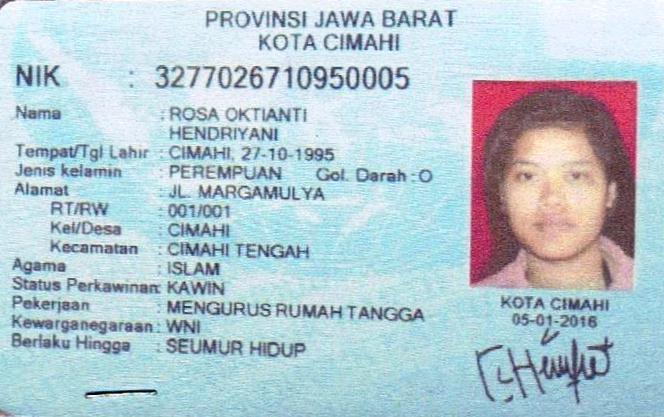 PROVINSI JAWA BARAT
KOTA CIMAHI
NIK : 3277026710950005
Nama : ROSA OKTIANTI
HENDRIYANI
Tempat/Tgl Lahir : CIMAHI, 27-10-1995
Jenis kelamin : PEREMPUAN Gol. Darah : O
Alamat : JL. MARGAMULYA
RT/RW : 001/001
Kel/Desa : CIMAHI
Kecamatan : CIMAHI TENGAH
Agama : ISLAM
Status Perkawinan: KAWIN
Pekerjaan : MENGURUS RUMAH TANGGA
Kewarganegaraan : WNI
Berlaku Hingga : SEUMUR HIDUP
KOTA CIMAHI
05-01-2016